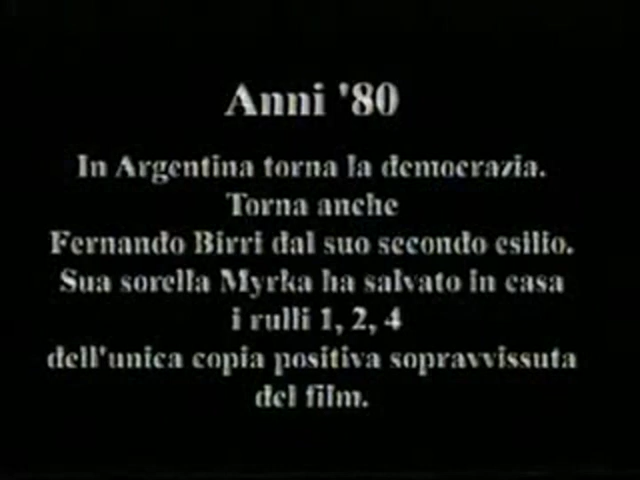 Anni '80
In Argentina torna la democrazia.
Torna anche
Fernando Birri dal suo secondo esilio.
Sua sorella Myrka ha salvato in casa
i rulli 1, 2, 4
dell'unica copia positiva sopravvissuta
del film.